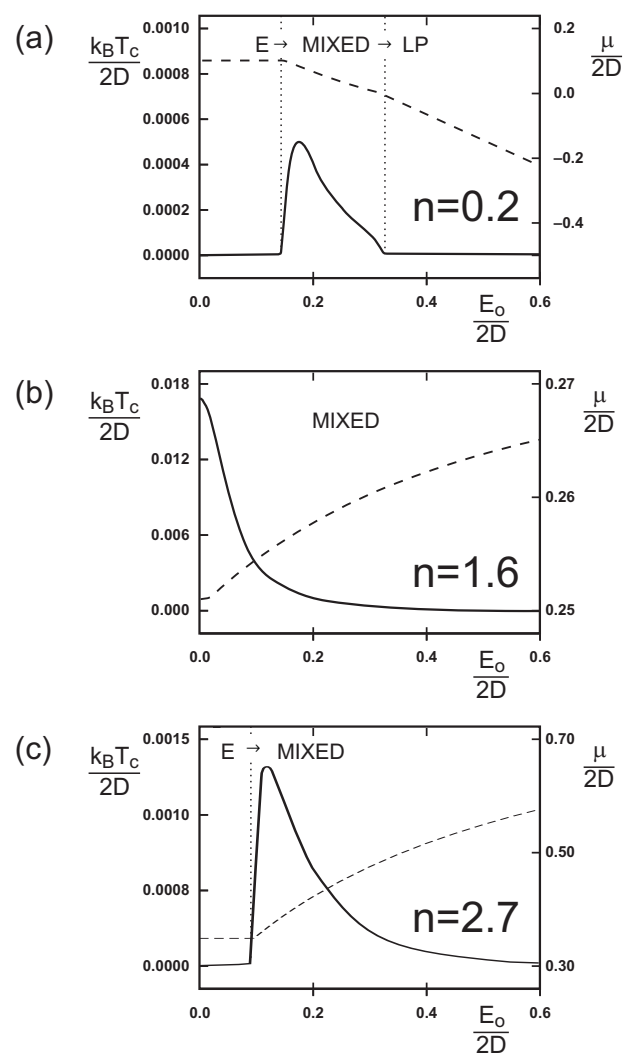 (a)
k_BT_c
2D
0.0010
0.0008
0.0004
0.0002
0.0000
E → MIXED → LP
n=0.2
μ
2D
0.2
0.0
−0.2
−0.4
0.0
0.2
0.4
0.6
E_o
2D
(b)
k_BT_c
2D
0.018
0.012
0.006
0.000
MIXED
n=1.6
μ
2D
0.27
0.26
0.25
0.0
0.2
0.4
0.6
E_o
2D
(c)
k_BT_c
2D
0.0015
0.0010
0.0008
0.0000
E → MIXED
n=2.7
μ
2D
0.70
0.50
0.30
0.0
0.2
0.4
0.6
E_o
2D